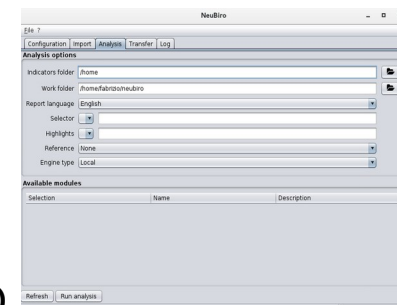 NeuBiro
File ?
Configuration Import Analysis Transfer Log
Analysis options
Indicators folder /home
Work folder /home/fabrizio/neubiro
Report language English
Selector
Highlights
Reference None
Engine type Local
Available modules
Selection Name Description
Refresh Run analysis